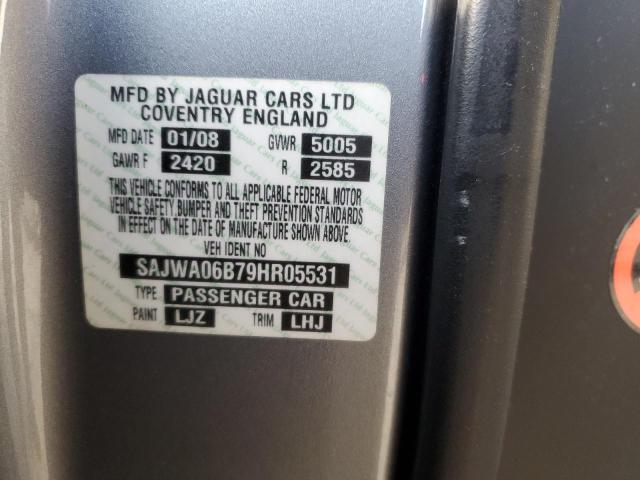 MFD BY JAGUAR CARS LTD
COVENTRY ENGLAND
MFD DATE 01/08 GVWR 5005
GAWR F 2420 R 2585
THIS VEHICLE CONFORMS TO ALL APPLICABLE FEDERAL MOTOR
VEHICLE SAFETY, BUMPER AND THEFT PREVENTION STANDARDS
IN EFFECT ON THE DATE OF MANUFACTURE SHOWN ABOVE.
VEH IDENT NO
SAJWA06B79HR05531
TYPE PASSENGER CAR
PAINT LJZ TRIM LHJ